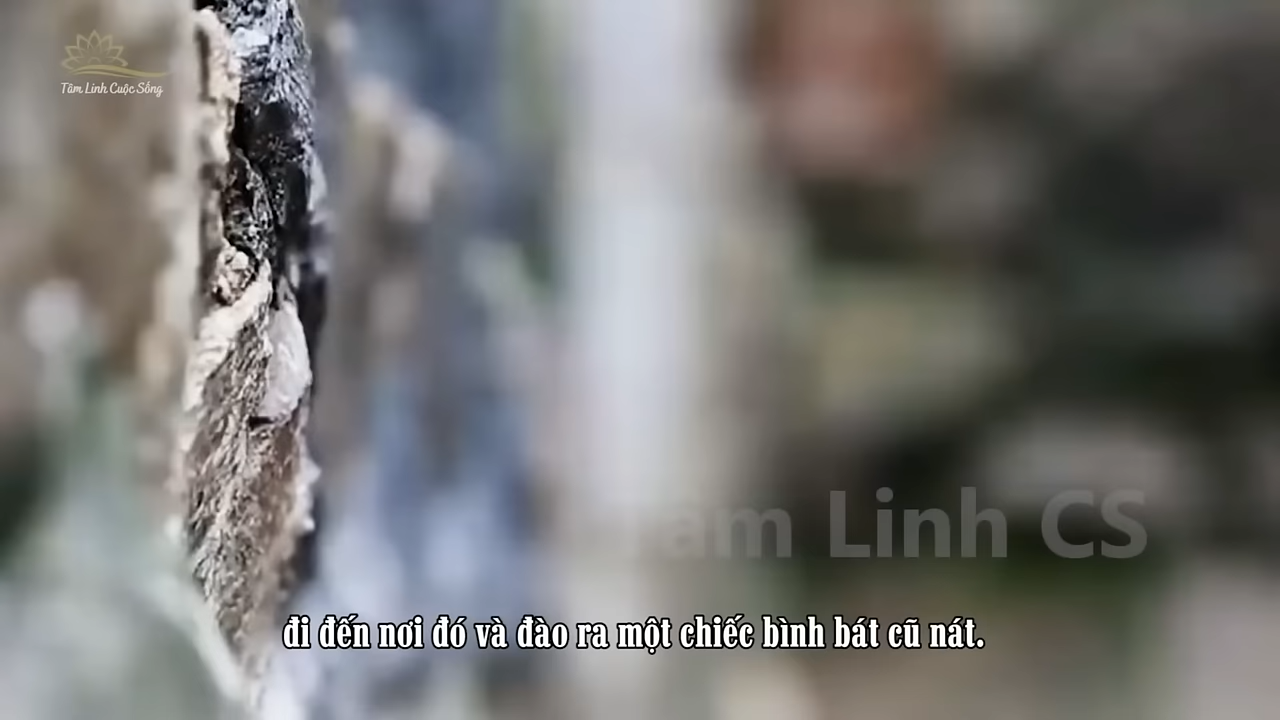 Tâm Linh Cuộc Sống
Tâm Linh CS
đi đến nơi đó và đào ra một chiếc bình bát cũ nát.